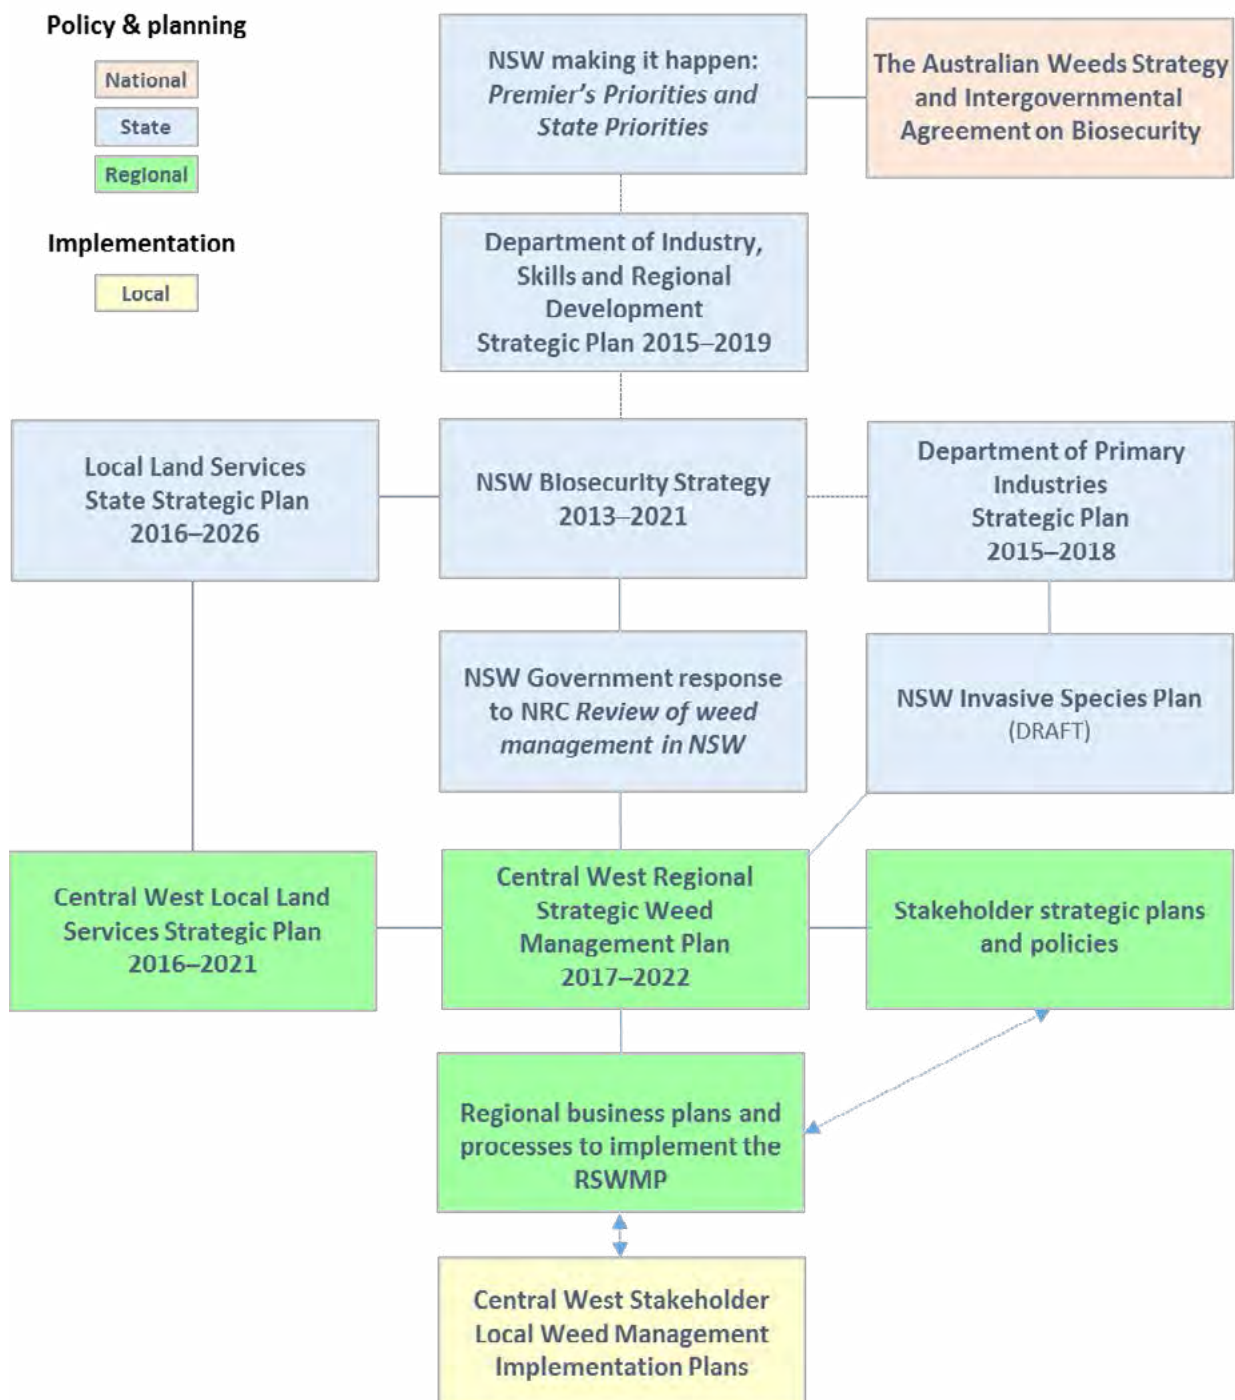 Policy & planning
National
State
Regional
Implementation
Local
NSW making it happen:
Premier's Priorities and
State Priorities
The Australian Weeds Strategy
and Intergovernmental
Agreement on Biosecurity
Department of Industry,
Skills and Regional
Development
Strategic Plan 2015–2019
Local Land Services
State Strategic Plan
2016–2026
NSW Biosecurity Strategy
2013–2021
Department of Primary
Industries
Strategic Plan
2015–2018
NSW Government response
to NRC Review of weed
management in NSW
NSW Invasive Species Plan
(DRAFT)
Central West Local Land
Services Strategic Plan
2016–2021
Central West Regional
Strategic Weed
Management Plan
2017–2022
Stakeholder strategic plans
and policies
Regional business plans and
processes to implement the
RSWMP
Central West Stakeholder
Local Weed Management
Implementation Plans